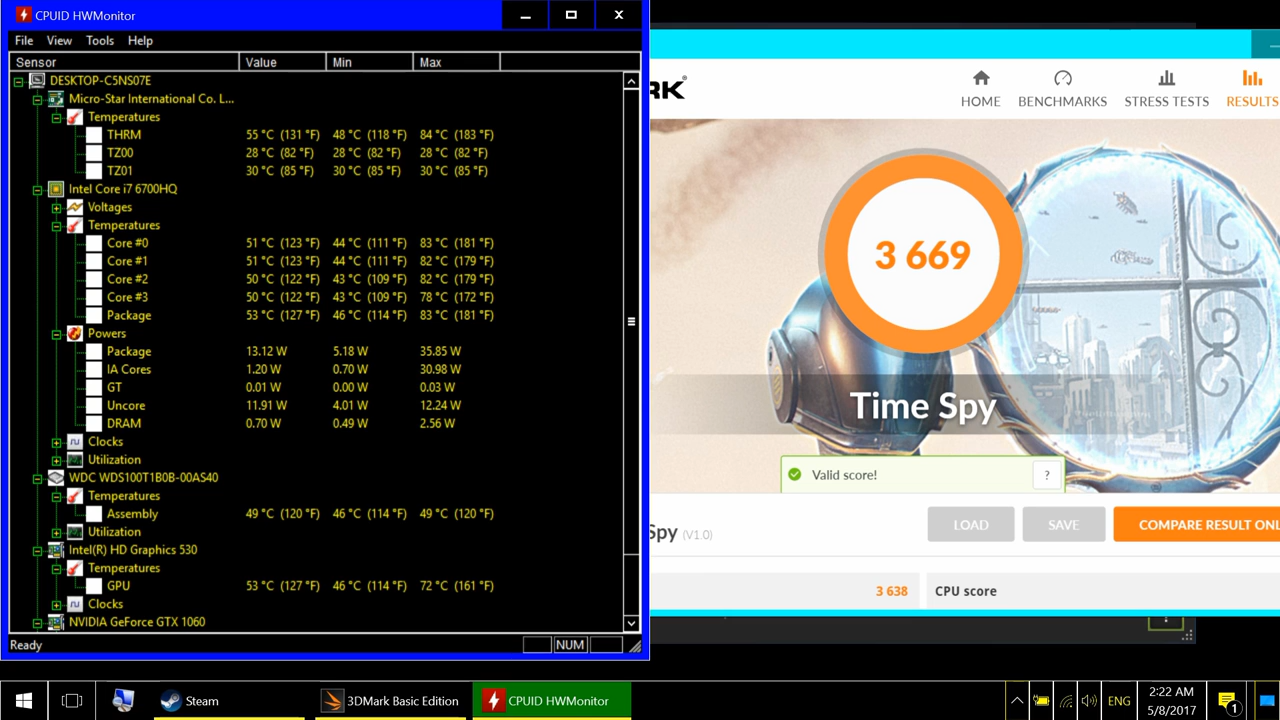 CPUID HWMonitor
File View Tools Help
Sensor Value Min Max
DESKTOP-C5NS07E
Micro-Star International Co. L...
Temperatures
THRM 55 °C (131 °F) 48 °C (118 °F) 84 °C (183 °F)
TZ00 28 °C (82 °F) 28 °C (82 °F) 28 °C (82 °F)
TZ01 30 °C (85 °F) 30 °C (85 °F) 30 °C (85 °F)
Intel Core i7 6700HQ
Voltages
Temperatures
Core #0 51 °C (123 °F) 44 °C (111 °F) 83 °C (181 °F)
Core #1 51 °C (123 °F) 44 °C (111 °F) 82 °C (179 °F)
Core #2 50 °C (122 °F) 43 °C (109 °F) 82 °C (179 °F)
Core #3 50 °C (122 °F) 43 °C (109 °F) 78 °C (172 °F)
Package 53 °C (127 °F) 46 °C (114 °F) 83 °C (181 °F)
Powers
Package 13.12 W 5.18 W 35.85 W
IA Cores 1.20 W 0.70 W 30.98 W
GT 0.01 W 0.00 W 0.03 W
Uncore 11.91 W 4.01 W 12.24 W
DRAM 0.70 W 0.49 W 2.56 W
Clocks
Utilization
WDC WDS100T1B0B-00AS40
Temperatures
Assembly 49 °C (120 °F) 46 °C (114 °F) 49 °C (120 °F)
Utilization
Intel(R) HD Graphics 530
Temperatures
GPU 53 °C (127 °F) 46 °C (114 °F) 72 °C (161 °F)
Clocks
NVIDIA GeForce GTX 1060
Ready NUM
RK®
HOME BENCHMARKS STRESS TESTS RESULTS
3 669
Time Spy
Valid score! ?
Spy (V1.0) LOAD SAVE COMPARE RESULT ONL
3 638 CPU score
Steam 3DMark Basic Edition CPUID HWMonitor ENG 2:22 AM 1
5/8/2017